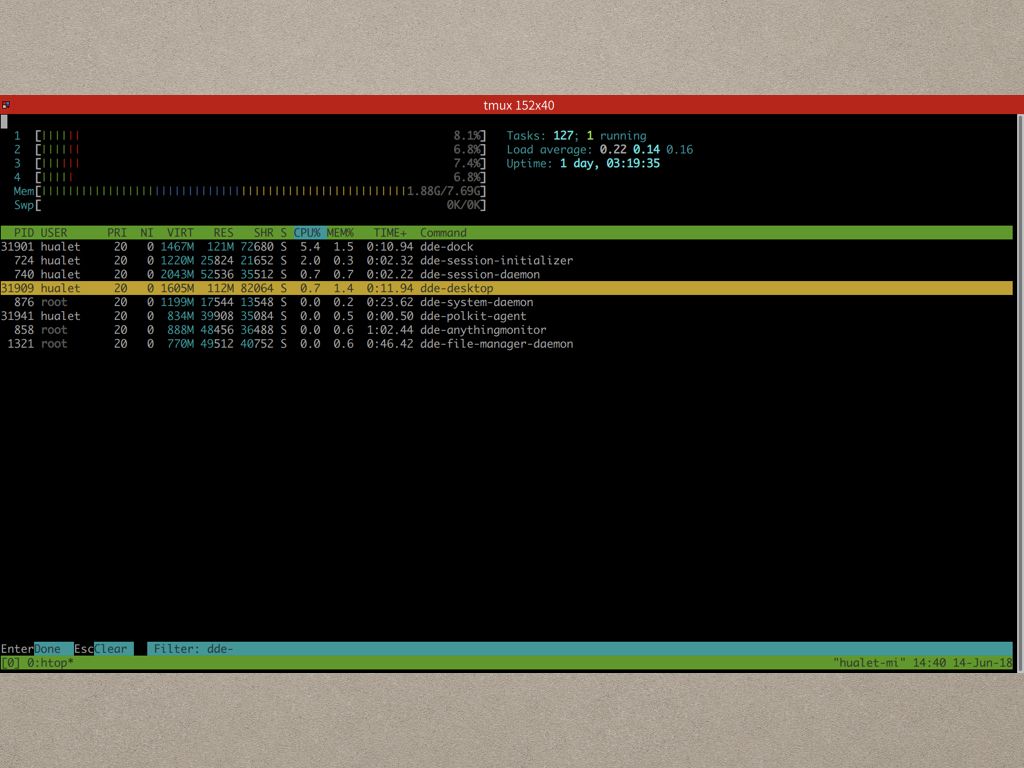 tmux 152x40
1 [|||||| 8.1%] Tasks: 127; 1 running
2 [|||||| 6.8%] Load average: 0.22 0.14 0.16
3 [|||||| 7.4%] Uptime: 1 day, 03:19:35
4 [||||| 6.8%]
Mem[||||||||||||||||||||||||||||||||||||||||||||||||||||||1.88G/7.69G]
Swp[ 0K/0K]
PID USER PRI NI VIRT RES SHR S CPU% MEM% TIME+ Command
31901 hualet 20 0 1467M 121M 72680 S 5.4 1.5 0:10.94 dde-dock
724 hualet 20 0 1220M 25824 21652 S 2.0 0.3 0:02.32 dde-session-initializer
740 hualet 20 0 2043M 52536 35512 S 0.7 0.7 0:02.22 dde-session-daemon
31909 hualet 20 0 1605M 112M 82064 S 0.7 1.4 0:11.94 dde-desktop
876 root 20 0 1199M 17544 13548 S 0.0 0.2 0:23.62 dde-system-daemon
31941 hualet 20 0 834M 39908 35084 S 0.0 0.5 0:00.50 dde-polkit-agent
858 root 20 0 888M 48456 36488 S 0.0 0.6 1:02.44 dde-anythingmonitor
1321 root 20 0 770M 49512 40752 S 0.0 0.6 0:46.42 dde-file-manager-daemon
EnterDone EscClear Filter: dde-
[0] 0:htop* "hualet-mi" 14:40 14-Jun-18